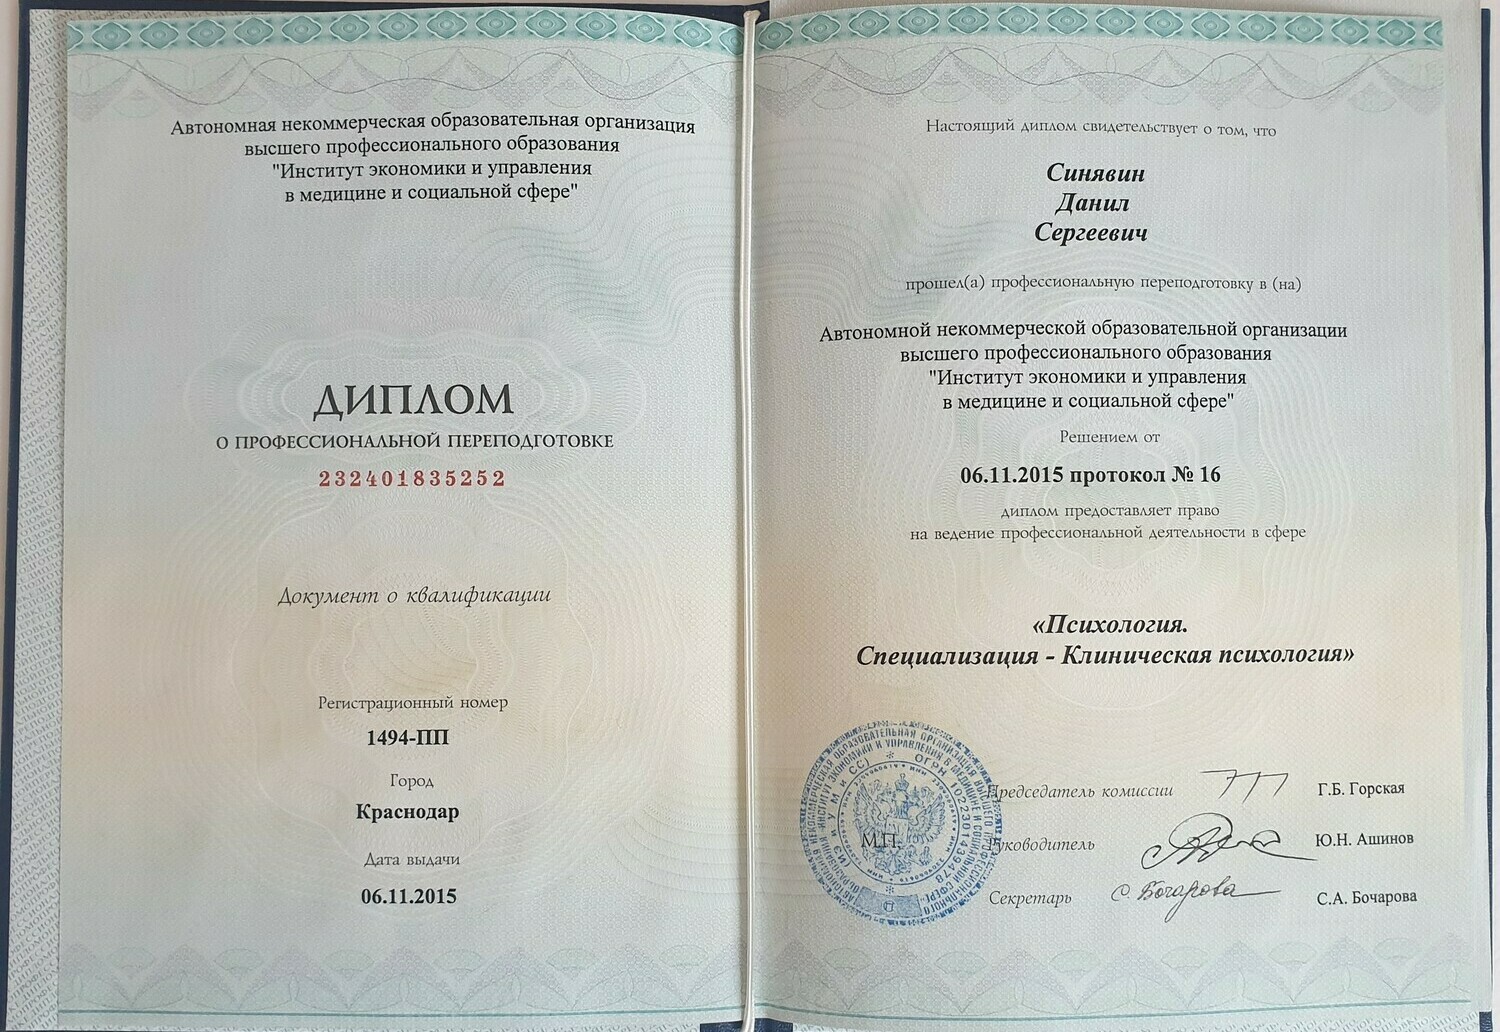 Автономная некоммерческая образовательная организация
высшего профессионального образования
"Институт экономики и управления
в медицине и социальной сфере"
ДИПЛОМ
О ПРОФЕССИОНАЛЬНОЙ ПЕРЕПОДГОТОВКЕ
232401835252
Документ о квалификации
Регистрационный номер
1494-ПП
Город
Краснодар
Дата выдачи
06.11.2015
Настоящий диплом свидетельствует о том, что
Синявин
Данил
Сергеевич
прошел(а) профессиональную переподготовку в (на)
Автономной некоммерческой образовательной организации
высшего профессионального образования
"Институт экономики и управления
в медицине и социальной сфере"
Решением от
06.11.2015 протокол № 16
диплом предоставляет право
на ведение профессиональной деятельности в сфере
«Психология.
Специализация - Клиническая психология»
М.П.
Председатель комиссии Г.Б. Горская
Руководитель Ю.Н. Ашинов
Секретарь С. Бочарова С.А. Бочарова